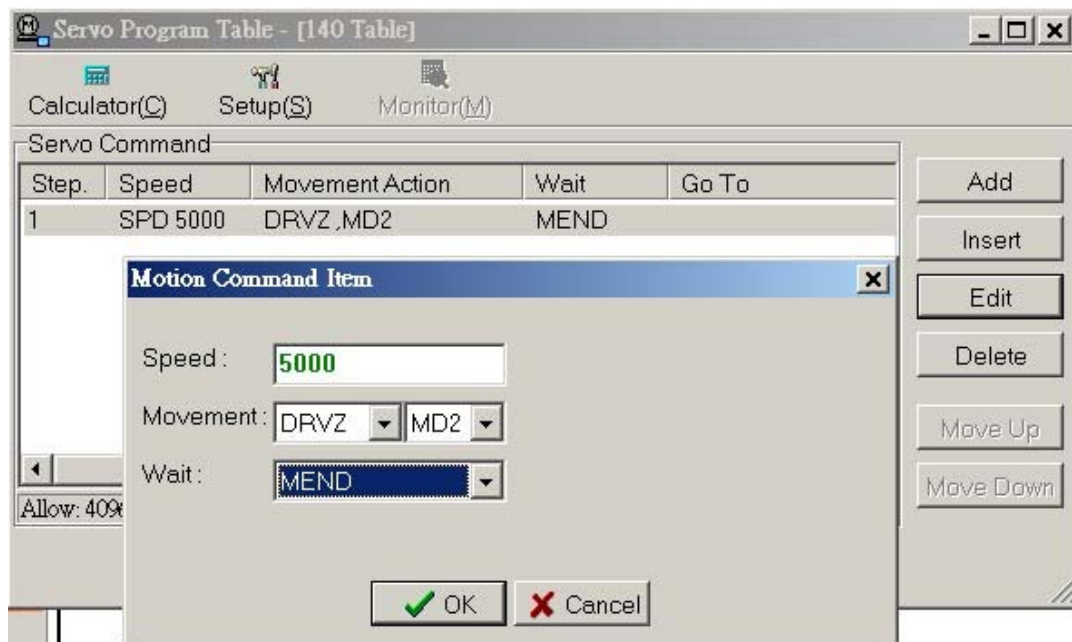 Servo Program Table - [140 Table]
Calculator(C) Setup(S) Monitor(M)
Servo Command
Step. Speed Movement Action Wait Go To
1 SPD 5000 DRVZ ,MD2 MEND
Add
Insert
Edit
Delete
Move Up
Move Down
Motion Command Item
Speed : 5000
Movement : DRVZ MD2
Wait : MEND
OK Cancel
Allow: